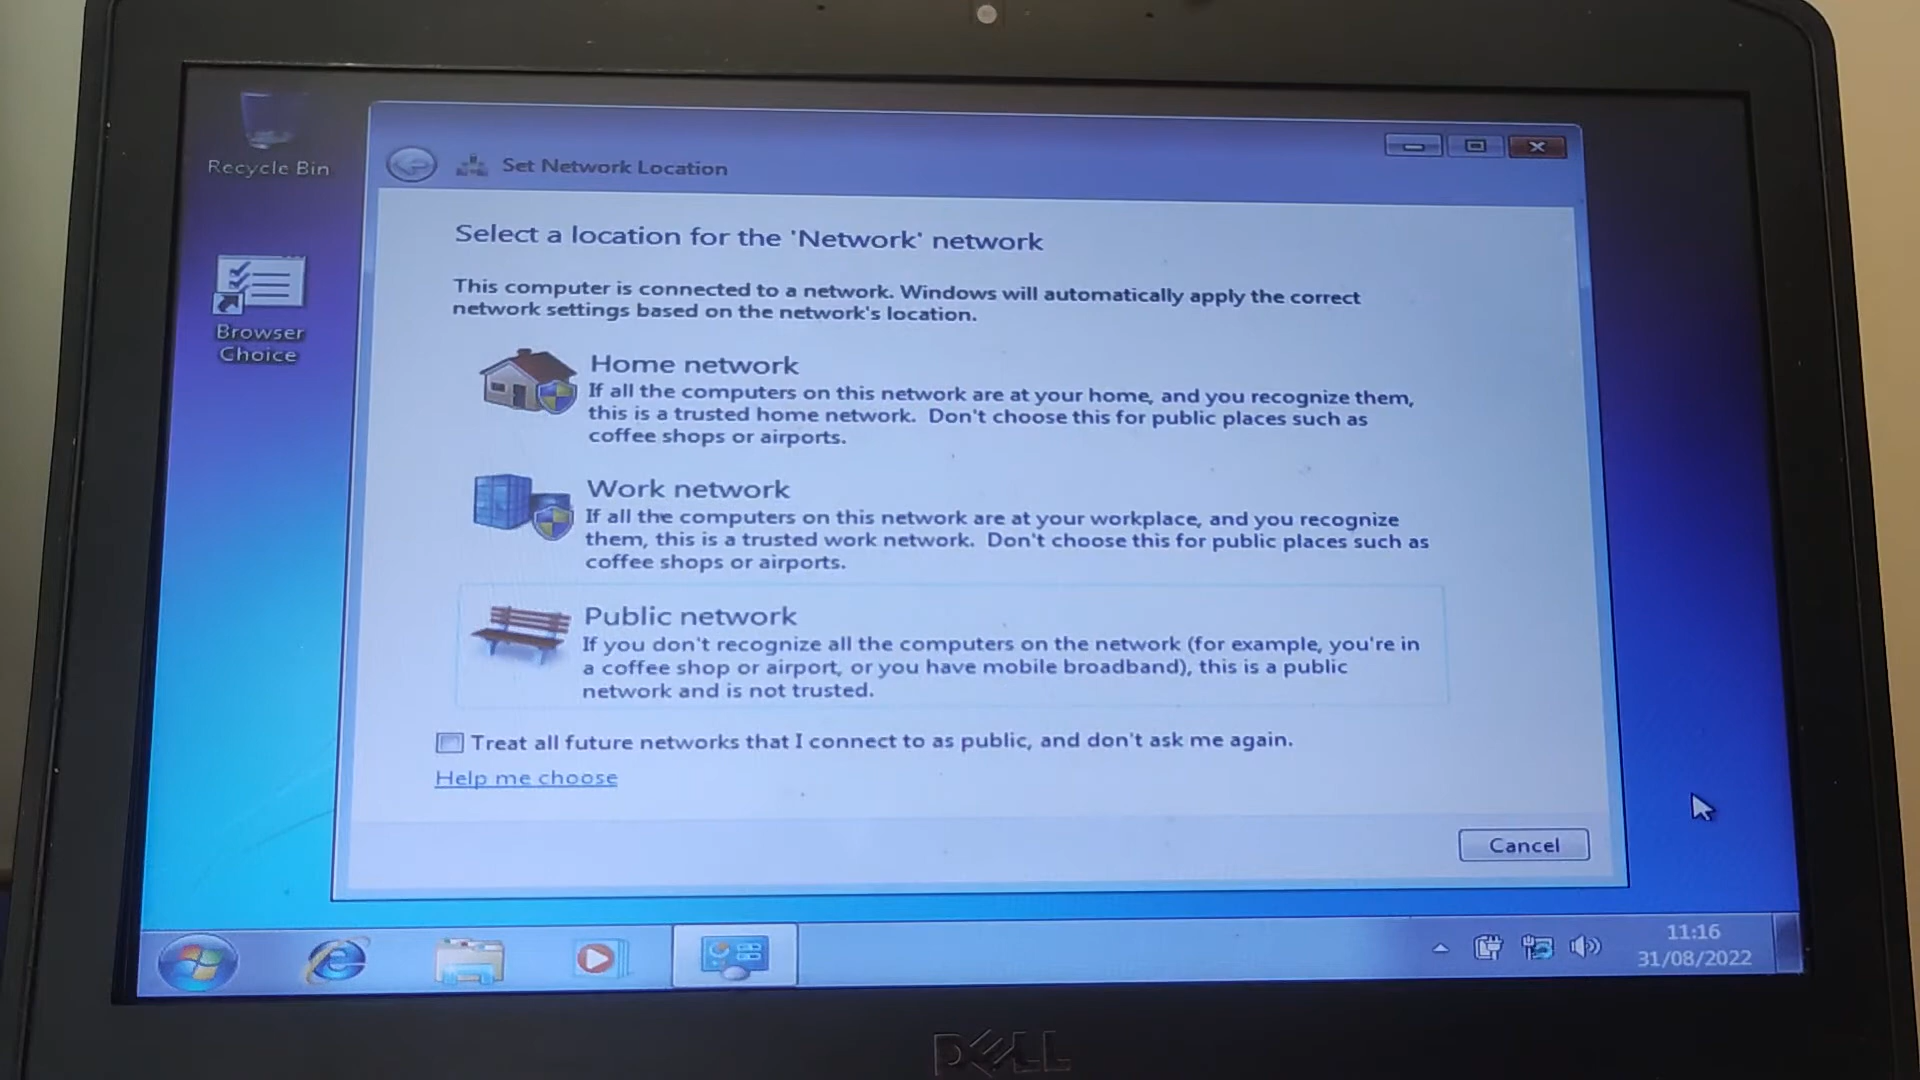 Recycle Bin
Browser
Choice
Set Network Location
Select a location for the 'Network' network
This computer is connected to a network. Windows will automatically apply the correct
network settings based on the network's location.
Home network
If all the computers on this network are at your home, and you recognize them,
this is a trusted home network.  Don't choose this for public places such as
coffee shops or airports.
Work network
If all the computers on this network are at your workplace, and you recognize
them, this is a trusted work network.  Don't choose this for public places such as
coffee shops or airports.
Public network
If you don't recognize all the computers on the network (for example, you're in
a coffee shop or airport, or you have mobile broadband), this is a public
network and is not trusted.
Treat all future networks that I connect to as public, and don't ask me again.
Help me choose
Cancel
11:16
31/08/2022
DELL